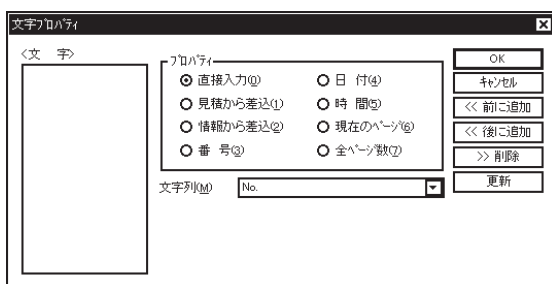 文字ﾌﾟﾛﾊﾟﾃｨ
<文　字>
ﾌﾟﾛﾊﾟﾃｨ
直接入力(0)
日　付(4)
見積から差込(1)
時　間(5)
情報から差込(2)
現在のﾍﾟｰｼﾞ(6)
番　号(3)
全ﾍﾟｰｼﾞ数(7)
文字列(M)
No.
OK
ｷｬﾝｾﾙ
<< 前に追加
<< 後に追加
>> 削除
更新